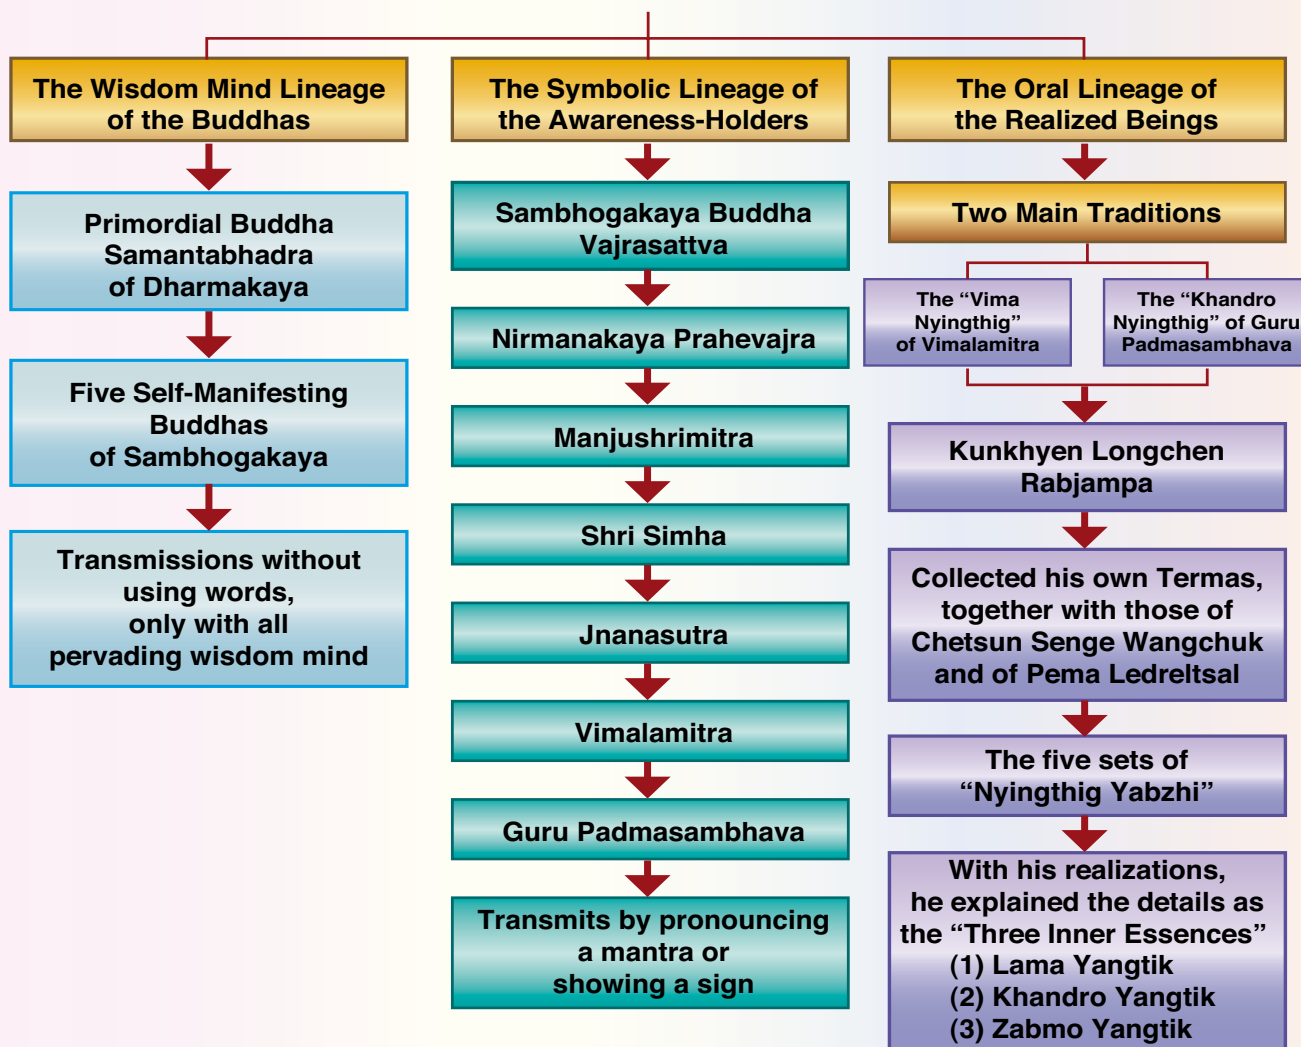 The Wisdom Mind Lineage
of the Buddhas
Primordial Buddha
Samantabhadra
of Dharmakaya
Five Self-Manifesting
Buddhas
of Sambhogakaya
Transmissions without
using words,
only with all
pervading wisdom mind
The Symbolic Lineage of
the Awareness-Holders
Sambhogakaya Buddha
Vajrasattva
Nirmanakaya Prahevajra
Manjushrimitra
Shri Simha
Jnanasutra
Vimalamitra
Guru Padmasambhava
Transmits by pronouncing
a mantra or
showing a sign
The Oral Lineage of
the Realized Beings
Two Main Traditions
The “Vima
Nyingthig”
of Vimalamitra
The “Khandro
Nyingthig” of Guru
Padmasambhava
Kunkhyen Longchen
Rabjampa
Collected his own Termas,
together with those of
Chetsun Senge Wangchuk
and of Pema Ledreltsal
The five sets of
“Nyingthig Yabzhi”
With his realizations,
he explained the details as
the “Three Inner Essences”
(1) Lama Yangtik
(2) Khandro Yangtik
(3) Zabmo Yangtik